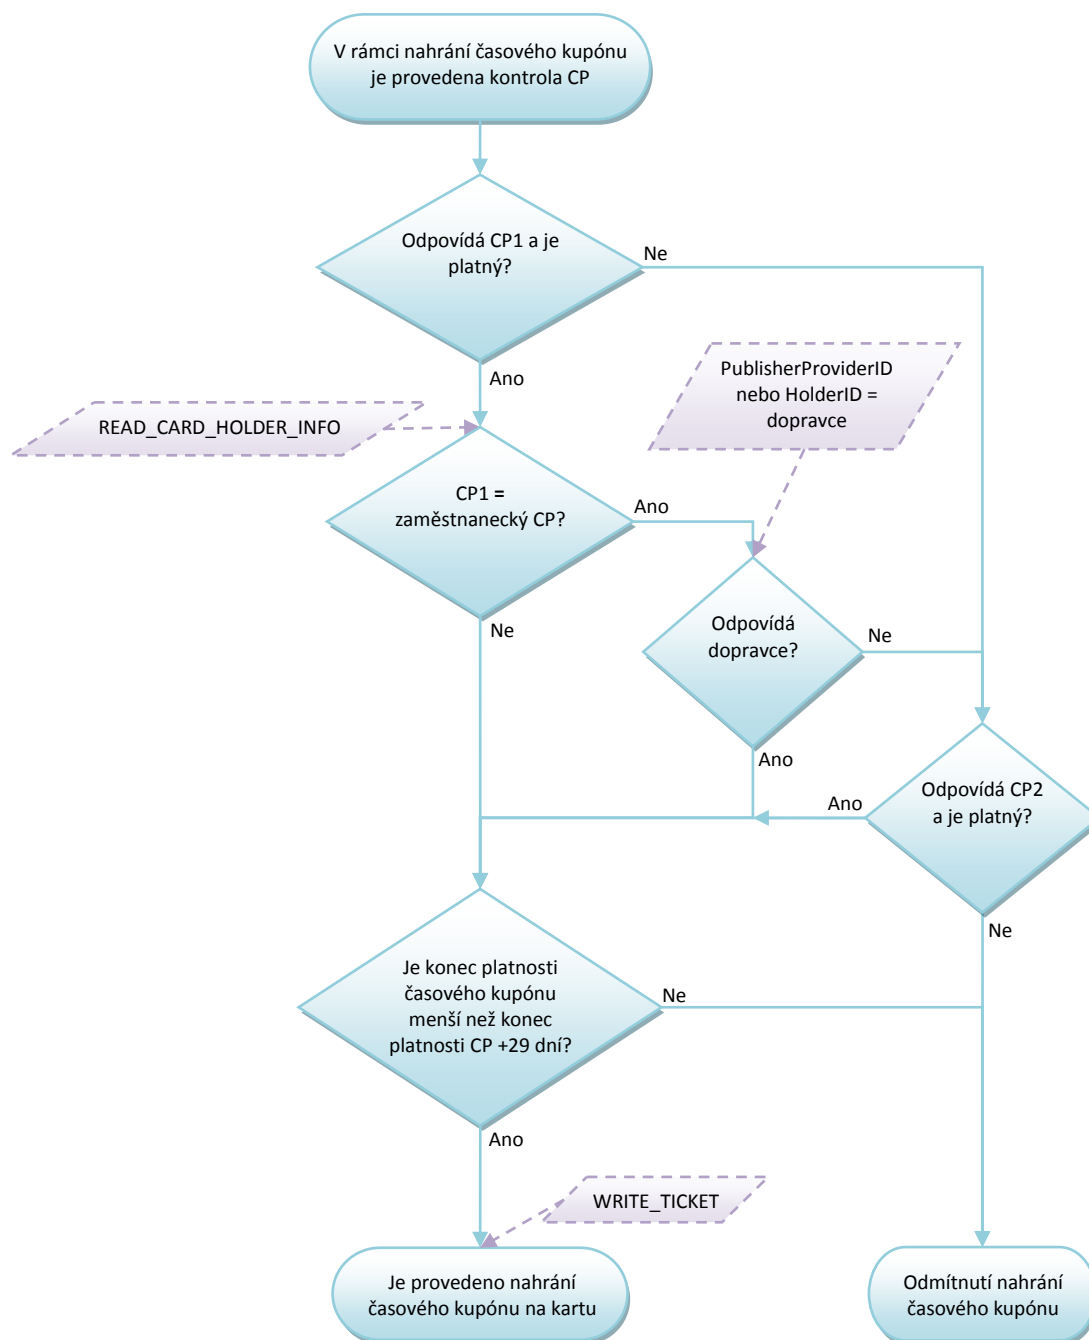 V rámci nahrání časového kupónu
je provedena kontrola CP
Odpovídá CP1 a je
platný?
Ne
Ano
PublisherProviderID
nebo HolderID =
dopravce
READ_CARD_HOLDER_INFO
CP1 =
zaměstnanecký CP?
Ano
Ne
Odpovídá
dopravce?
Ne
Ano
Odpovídá CP2
a je platný?
Ano
Ne
Je konec platnosti
časového kupónu
menší než konec
platnosti CP +29 dní?
Ne
Ano
WRITE_TICKET
Je provedeno nahrání
časového kupónu na kartu
Odmítnutí nahrání
časového kupónu